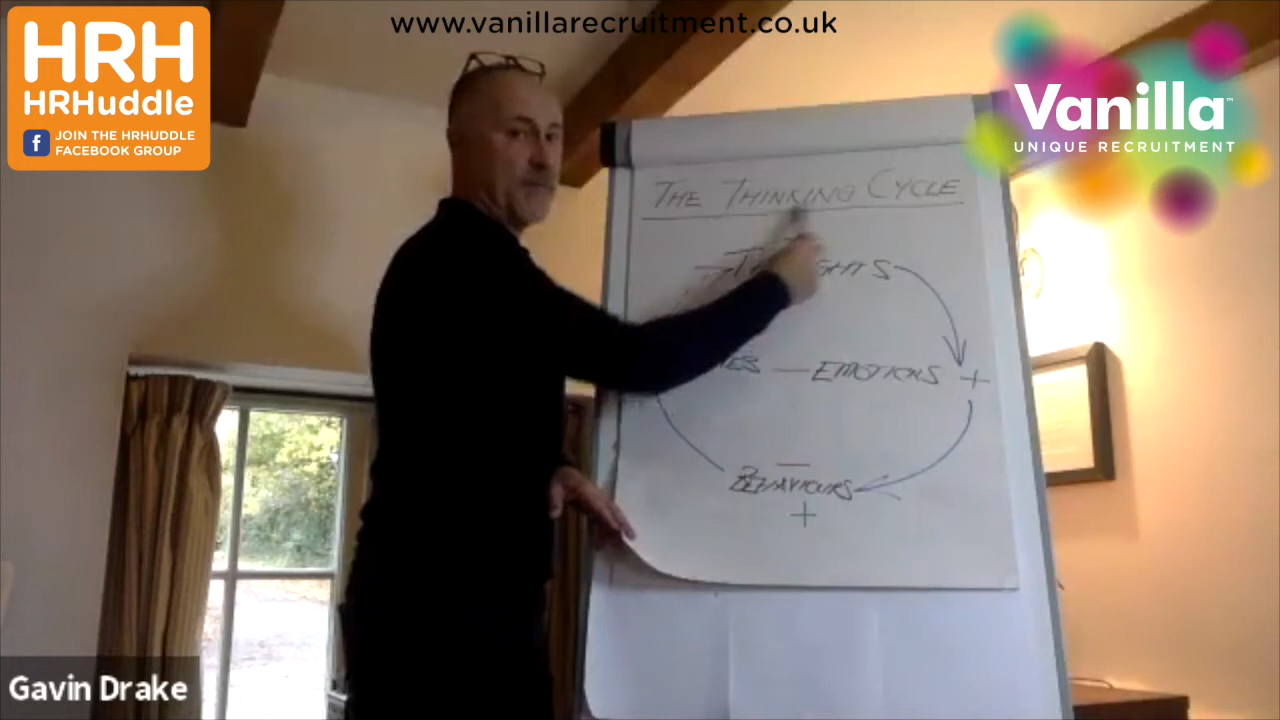 www.vanillarecruitment.co.uk
HRH
HRHuddle
f
JOIN THE HRHUDDLE
FACEBOOK GROUP
Vanilla™
UNIQUE RECRUITMENT
THE THINKING CYCLE
EMOTIONS +
BEHAVIOURS
+
Gavin Drake